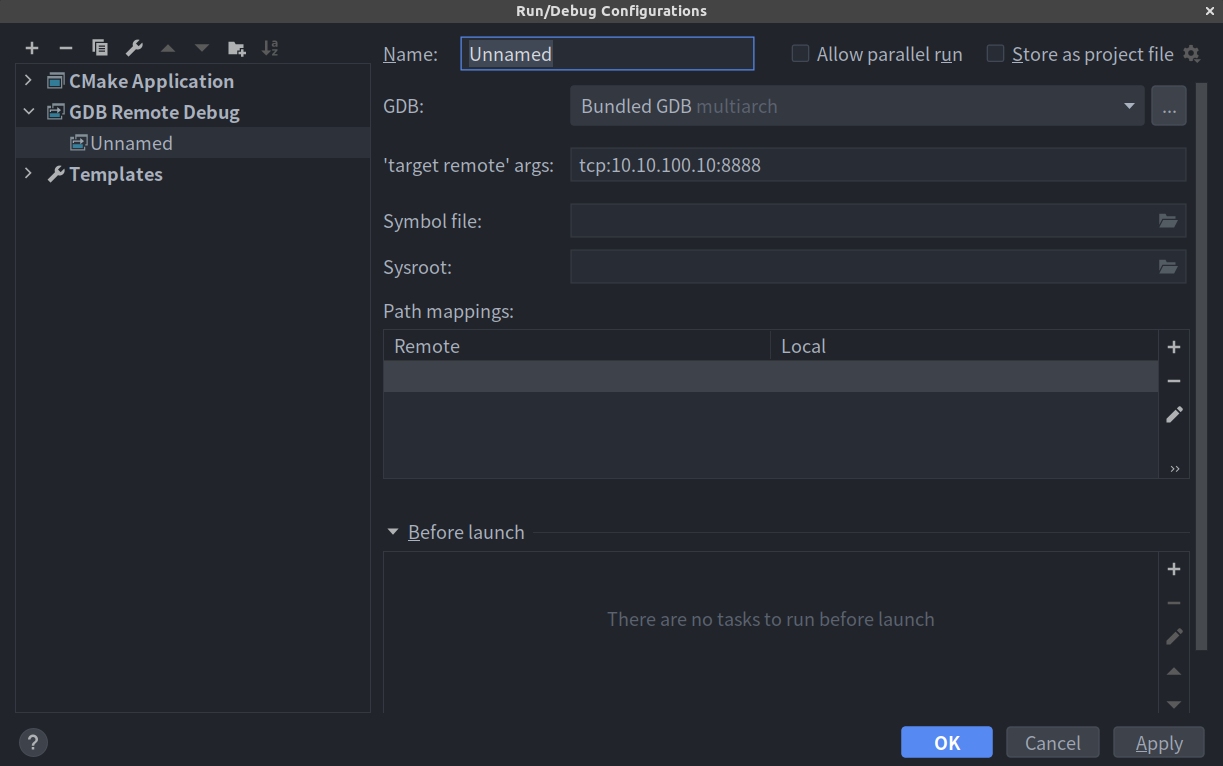 Run/Debug Configurations
CMake Application
GDB Remote Debug
Unnamed
Templates
Name:
Unnamed
Allow parallel run
Store as project file
GDB:
Bundled GDB multiarch
...
'target remote' args:
tcp:10.10.100.10:8888
Symbol file:
Sysroot:
Path mappings:
Remote
Local
Before launch
There are no tasks to run before launch
?
OK
Cancel
Apply